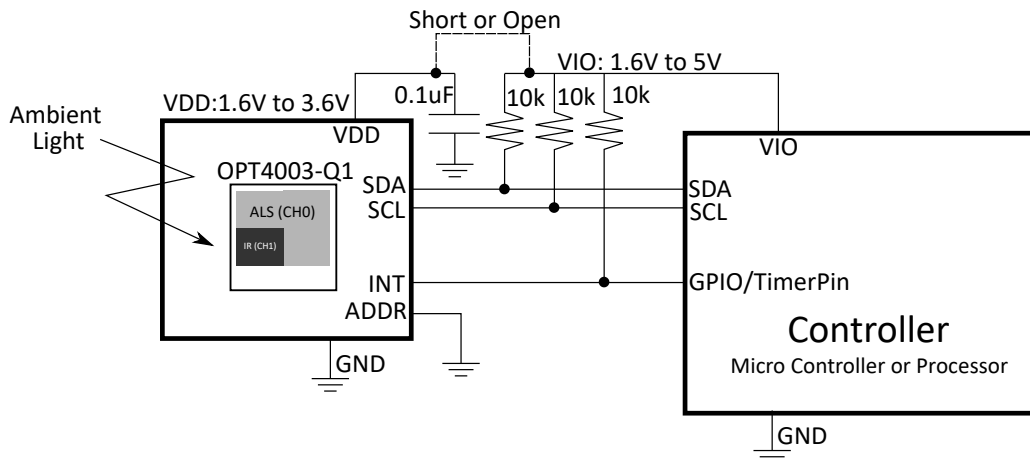 Short or Open
VIO: 1.6V to 5V
VDD:1.6V to 3.6V
0.1uF
10k
10k
10k
Ambient
Light
VDD
VIO
OPT4003-Q1
SDA
SCL
ALS (CH0)
IR (CH1)
SDA
SCL
INT
ADDR
GPIO/TimerPin
Controller
Micro Controller or Processor
GND
GND